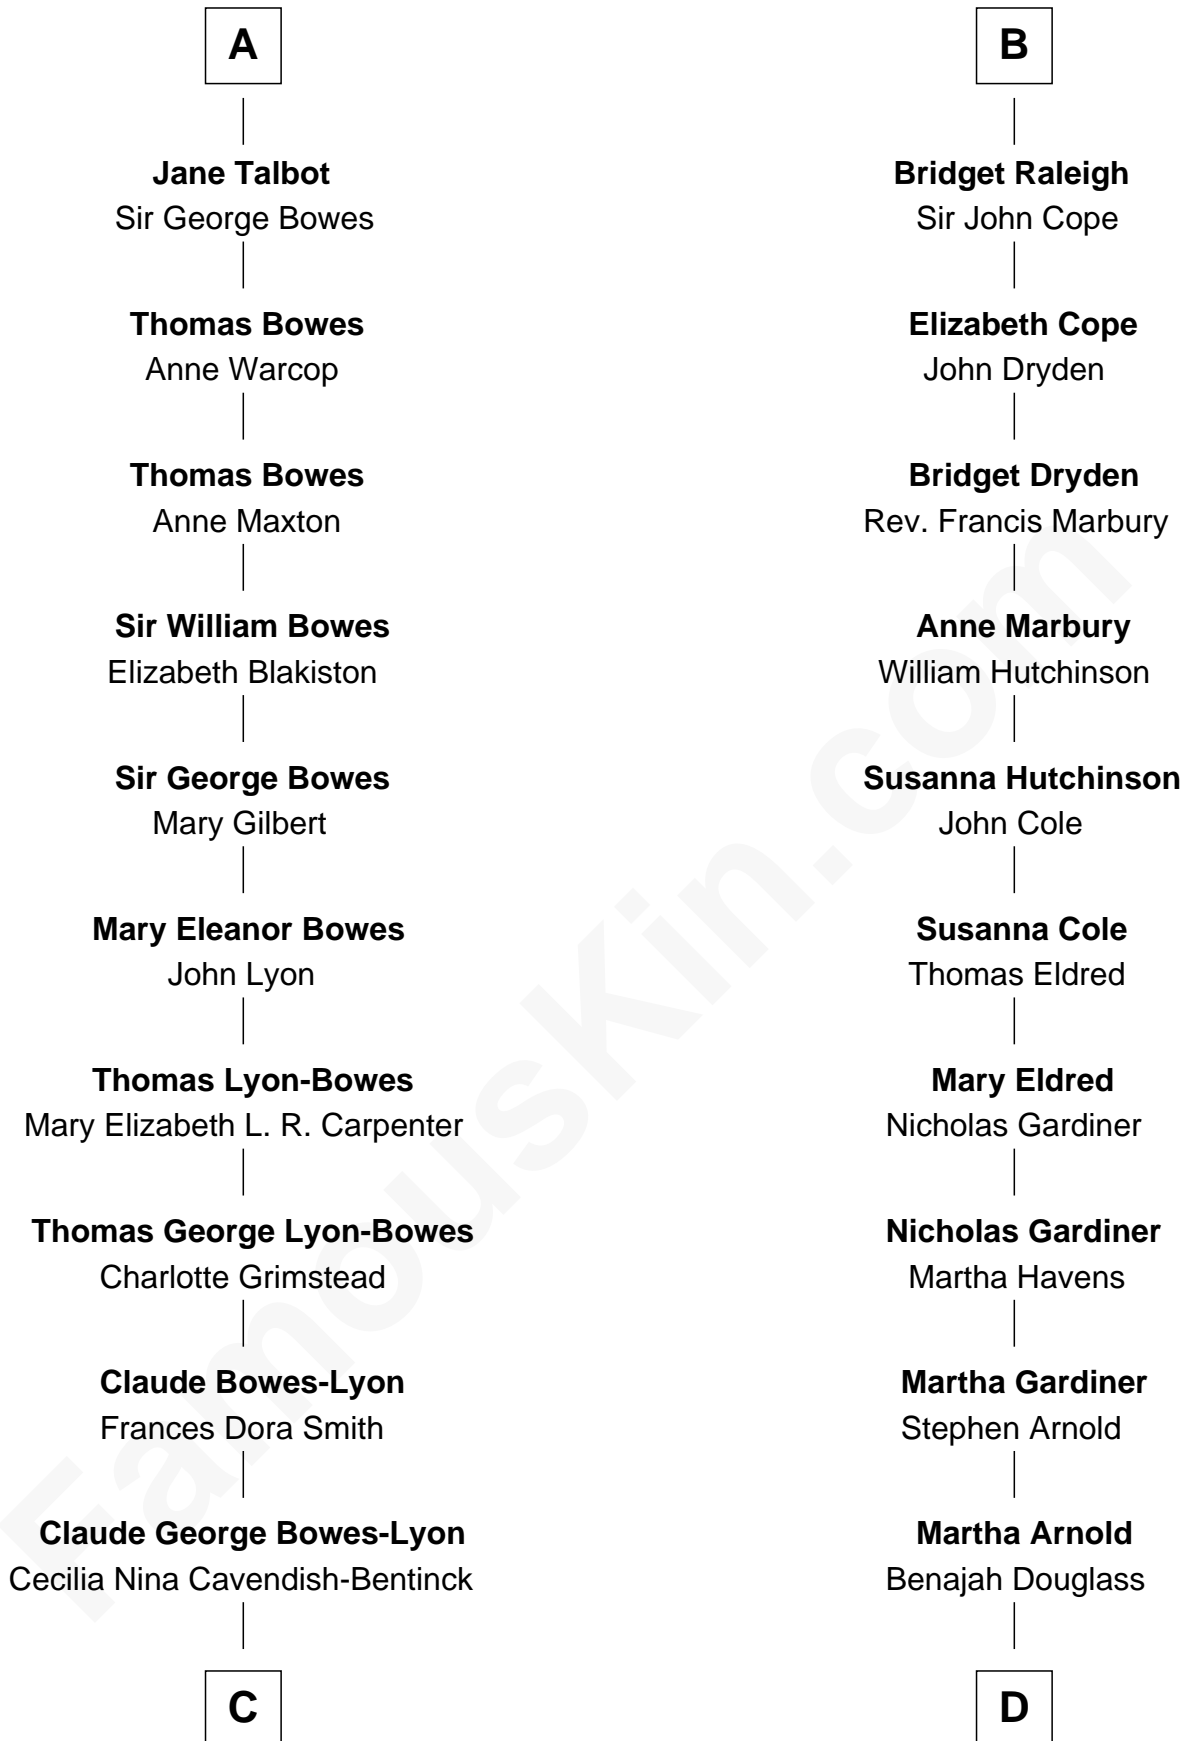 A
Jane Talbot
Sir George Bowes
Thomas Bowes
Anne Warcop
Thomas Bowes
Anne Maxton
Sir William Bowes
Elizabeth Blakiston
Sir George Bowes
Mary Gilbert
Mary Eleanor Bowes
John Lyon
Thomas Lyon-Bowes
Mary Elizabeth L. R. Carpenter
Thomas George Lyon-Bowes
Charlotte Grimstead
Claude Bowes-Lyon
Frances Dora Smith
Claude George Bowes-Lyon
Cecilia Nina Cavendish-Bentinck
C
B
Bridget Raleigh
Sir John Cope
Elizabeth Cope
John Dryden
Bridget Dryden
Rev. Francis Marbury
Anne Marbury
William Hutchinson
Susanna Hutchinson
John Cole
Susanna Cole
Thomas Eldred
Mary Eldred
Nicholas Gardiner
Nicholas Gardiner
Martha Havens
Martha Gardiner
Stephen Arnold
Martha Arnold
Benajah Douglass
D
FamousKin.com